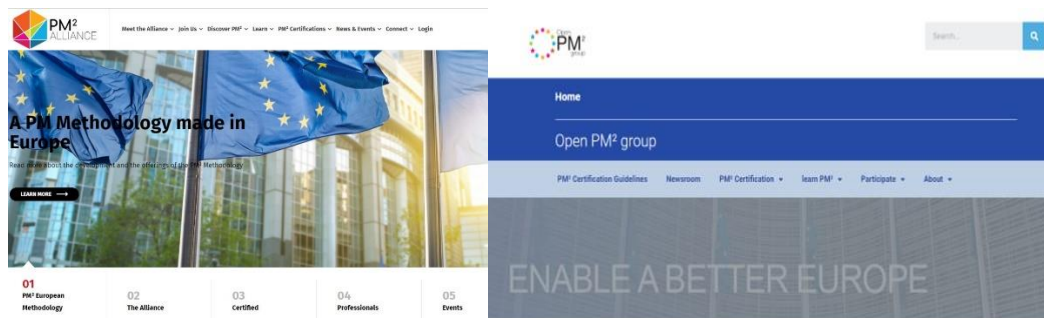 PM²
ALLIANCE
Meet the Alliance Join Us Discover PM² Learn PM² Certifications News & Events Connect Login
A PM Methodology made in
Europe
Read more about the development and the offerings of the PM² Methodology
LEARN MORE
01
PM² European
Methodology
02
The Alliance
03
Certified
04
Professionals
05
Events
Open
PM²
group
Search...
Home
Open PM² group
PM² Certification Guidelines Newsroom PM² Certification learn PM² Participate About
ENABLE A BETTER EUROPE